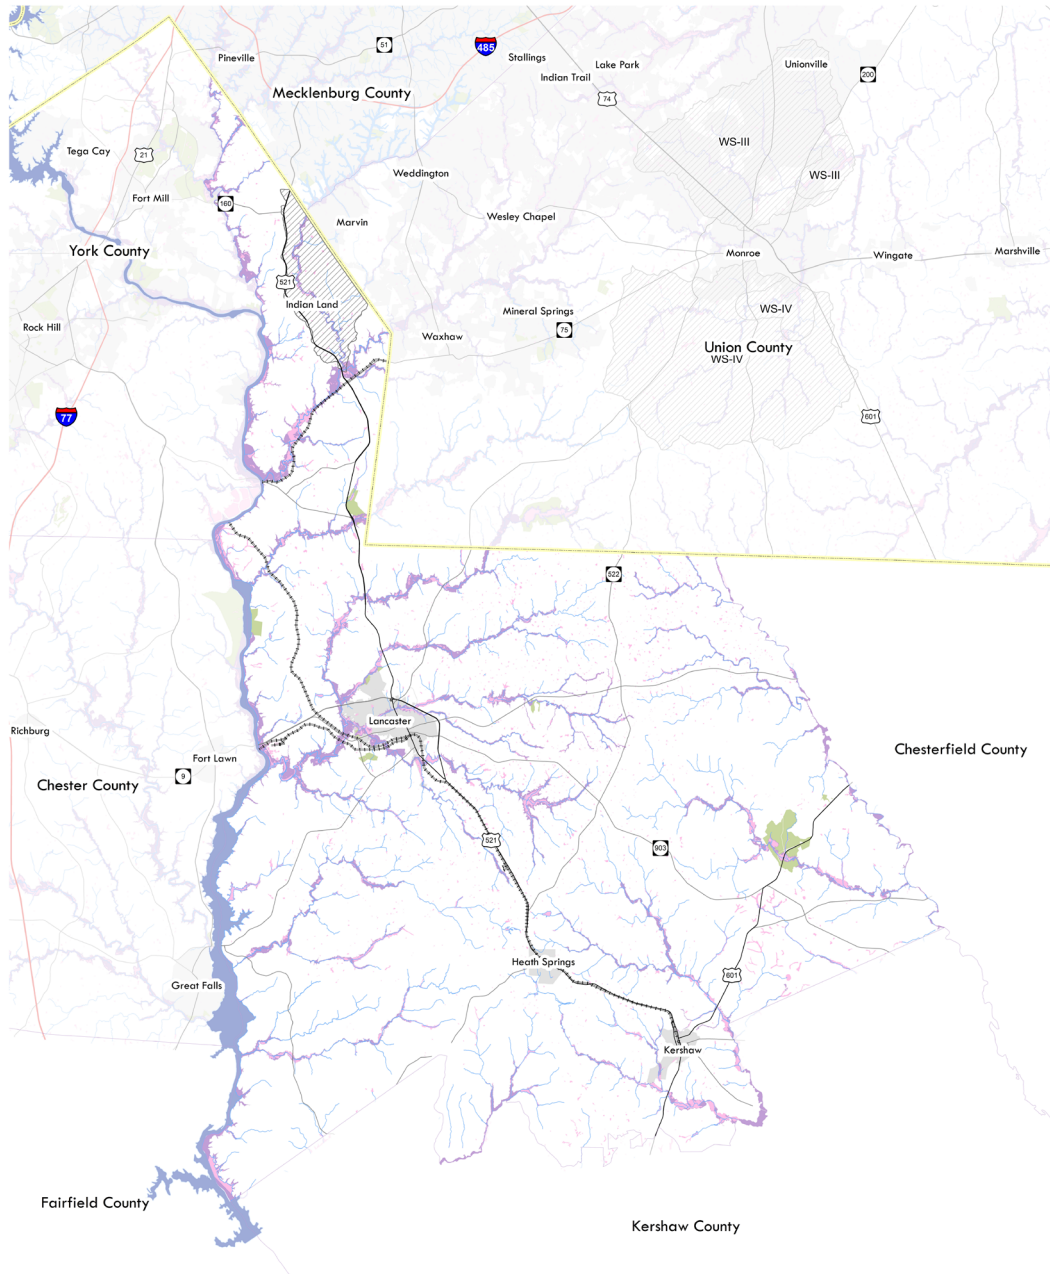 51
485
Pineville
Stallings
Lake Park
Unionville
Indian Trail
200
Mecklenburg County
74
WS-III
Tega Cay
21
Weddington
WS-III
Fort Mill
160
Wesley Chapel
Marvin
York County
Monroe
Wingate
Marshville
521
Indian Land
Mineral Springs
WS-IV
Rock Hill
75
Waxhaw
Union County
WS-IV
77
601
522
Lancaster
Richburg
Chesterfield County
Fort Lawn
9
Chester County
521
903
Heath Springs
601
Great Falls
Kershaw
Fairfield County
Kershaw County